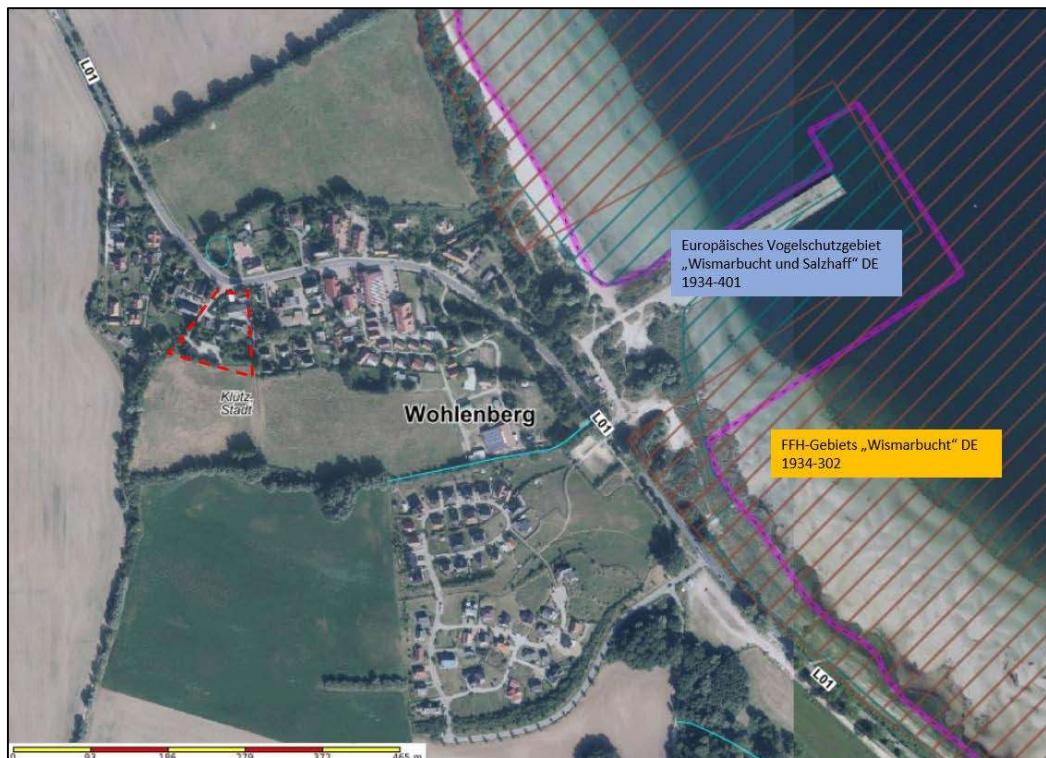 L01
Europäisches Vogelschutzgebiet
„Wismarbucht und Salzhaff“ DE
1934-401
Klütz-
Stadt
Wohlenberg
L01
FFH-Gebiets „Wismarbucht“ DE
1934-302
L01
0 93 186 279 372 465 m